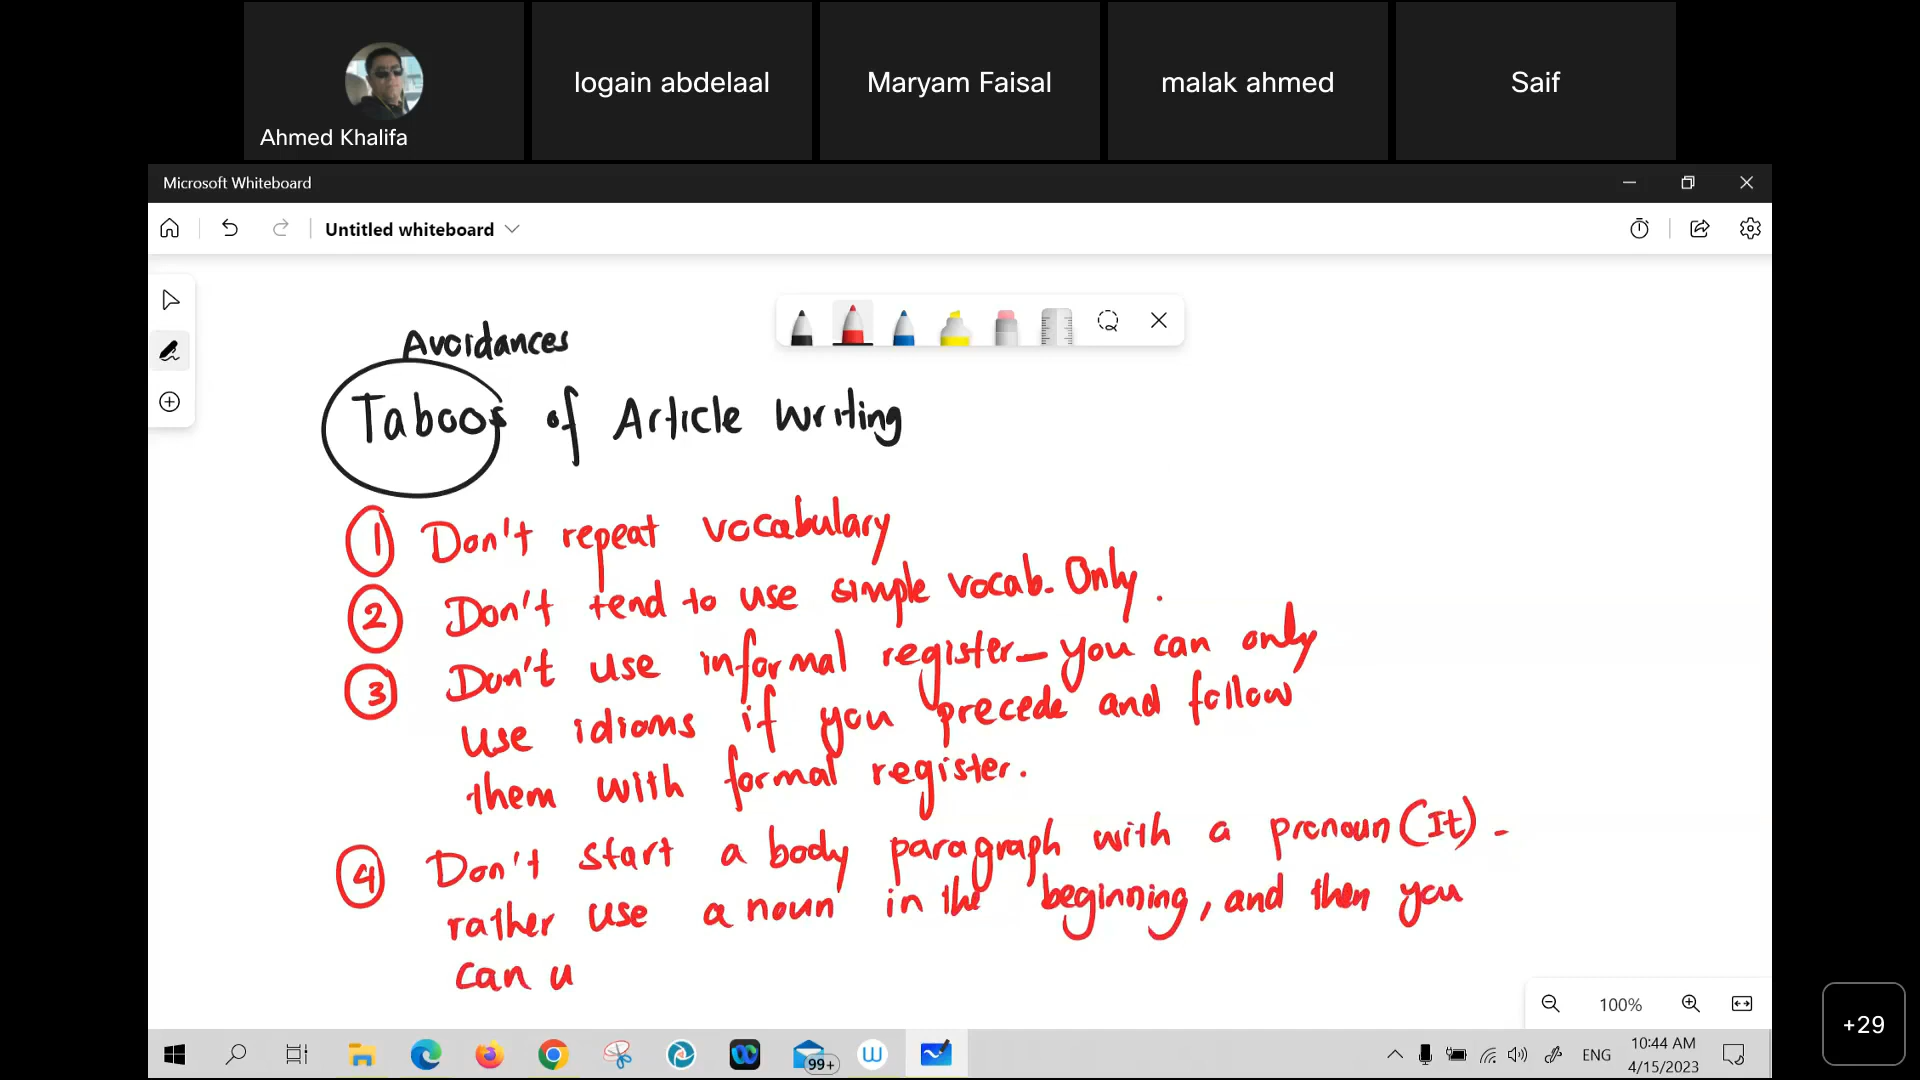 logain abdelaal
Maryam Faisal
malak ahmed
Saif
Ahmed Khalifa
Microsoft Whiteboard
Untitled whiteboard
Avoidances
Taboos of Article Writing
1 Don't repeat vocabulary
2 Don't tend to use simple vocab. Only.
3 Don't use informal register – you can only
use idioms if you precede and follow
them with formal register.
4 Don't start a body paragraph with a pronoun (It) -
rather use a noun in the beginning, and then you
can u
100%
+29
99+
ENG
10:44 AM
4/15/2023